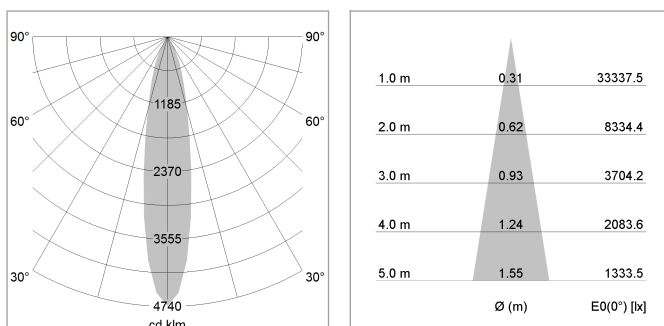 90° 90°
1185
60° 60°
2370
3555
30° 30°
4740
cd klm
1.0 m 0.31 33337.5
2.0 m 0.62 8334.4
3.0 m 0.93 3704.2
4.0 m 1.24 2083.6
5.0 m 1.55 1333.5
Ø (m) E0(0°) [lx]